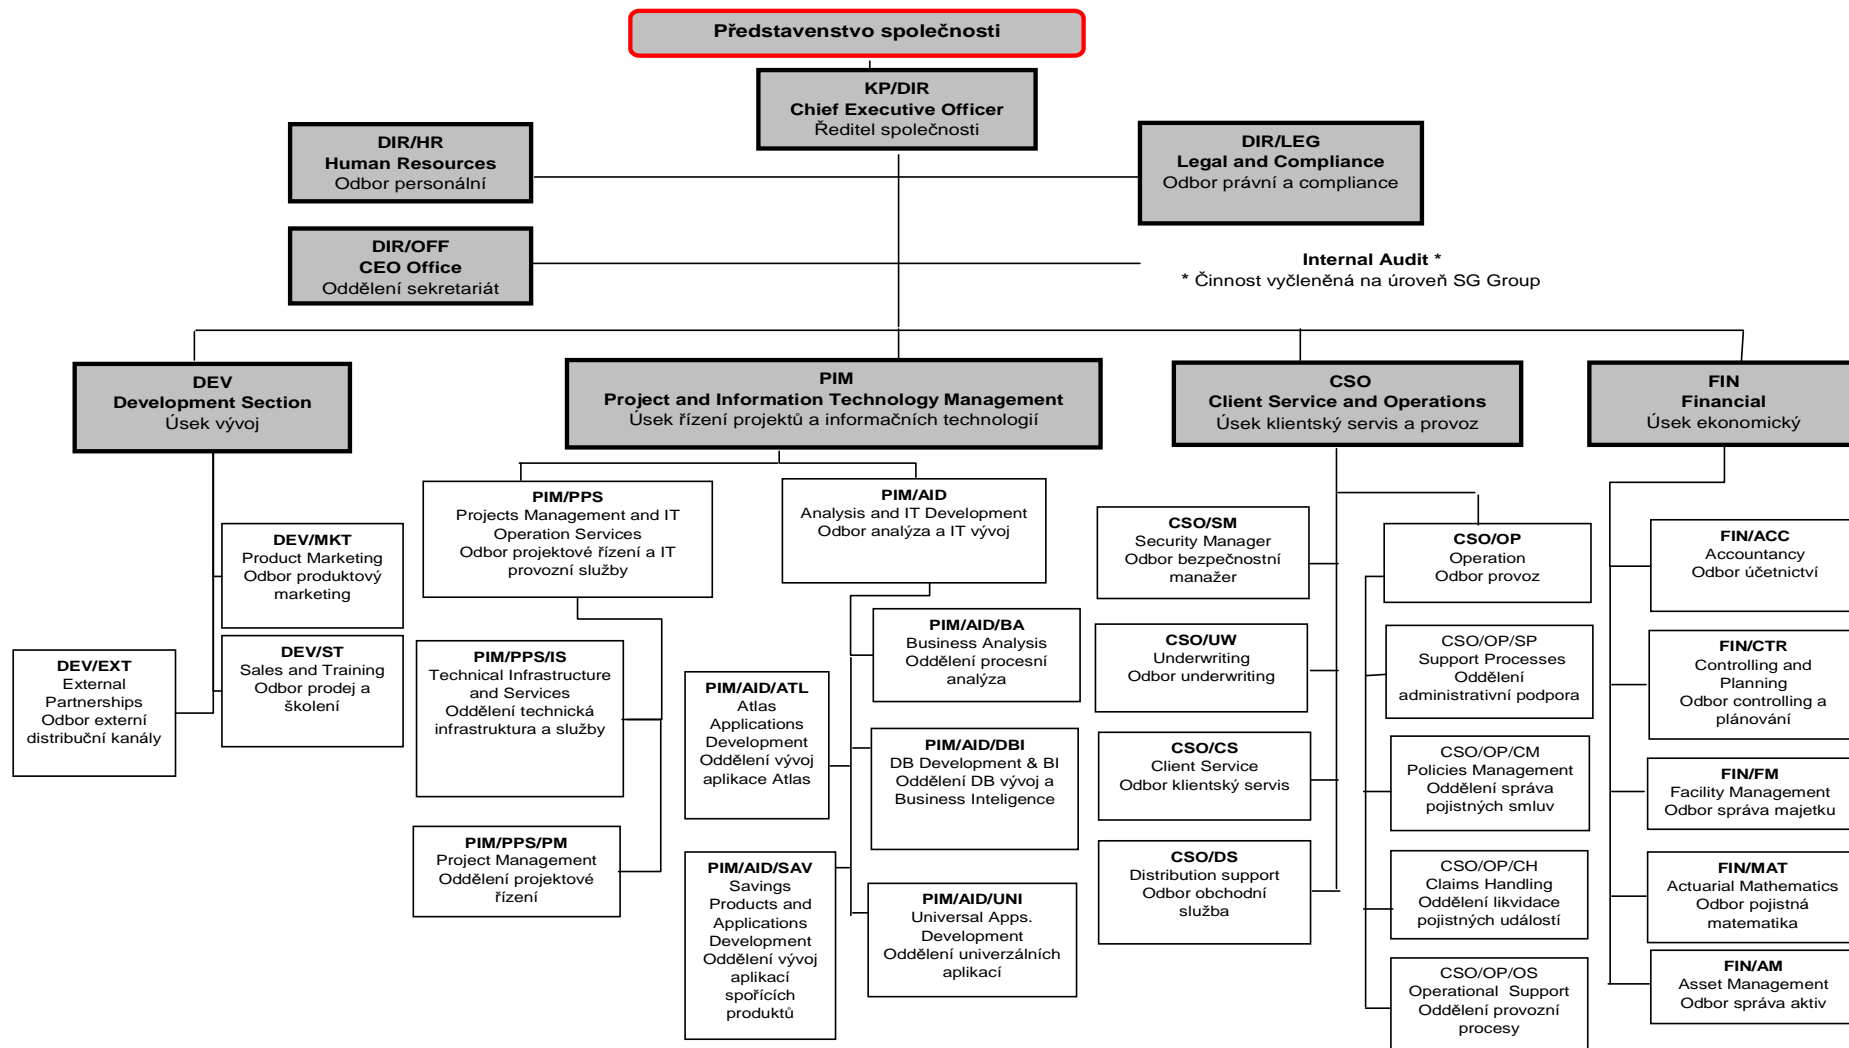 Představenstvo společnosti
KP/DIR
Chief Executive Officer
Ředitel společnosti
DIR/HR
Human Resources
Odbor personální
DIR/LEG
Legal and Compliance
Odbor právní a compliance
DIR/OFF
CEO Office
Oddělení sekretariát
Internal Audit *
* Činnost vyčleněná na úroveň SG Group
DEV
Development Section
Úsek vývoj
PIM
Project and Information Technology Management
Úsek řízení projektů a informačních technologií
CSO
Client Service and Operations
Úsek klientský servis a provoz
FIN
Financial
Úsek ekonomický
DEV/MKT
Product Marketing
Odbor produktový
marketing
DEV/ST
Sales and Training
Odbor prodej a
školení
DEV/EXT
External
Partnerships
Odbor externí
distribuční kanály
PIM/PPS
Projects Management and IT
Operation Services
Odbor projektové řízení a IT
provozní služby
PIM/PPS/IS
Technical Infrastructure
and Services
Oddělení technická
infrastruktura a služby
PIM/PPS/PM
Project Management
Oddělení projektové
řízení
PIM/AID
Analysis and IT Development
Odbor analýza a IT vývoj
PIM/AID/BA
Business Analysis
Oddělení procesní
analýza
PIM/AID/ATL
Atlas
Applications
Development
Oddělení vývoj
aplikace Atlas
PIM/AID/DBI
DB Development & BI
Oddělení DB vývoj a
Business Inteligence
PIM/AID/SAV
Savings
Products and
Applications
Development
Oddělení vývoj
aplikací
spořících
produktů
PIM/AID/UNI
Universal Apps.
Development
Oddělení univerzálních
aplikací
CSO/SM
Security Manager
Odbor bezpečnostní
manažer
CSO/UW
Underwriting
Odbor underwriting
CSO/CS
Client Service
Odbor klientský servis
CSO/DS
Distribution support
Odbor obchodní
služba
CSO/OP
Operation
Odbor provoz
CSO/OP/SP
Support Processes
Oddělení
administrativní podpora
CSO/OP/CM
Policies Management
Oddělení správa
pojistných smluv
CSO/OP/CH
Claims Handling
Oddělení likvidace
pojistných událostí
CSO/OP/OS
Operational Support
Oddělení provozní
procesy
FIN/ACC
Accountancy
Odbor účetnictví
FIN/CTR
Controlling and
Planning
Odbor controlling a
plánování
FIN/FM
Facility Management
Odbor správa majetku
FIN/MAT
Actuarial Mathematics
Odbor pojistná
matematika
FIN/AM
Asset Management
Odbor správa aktiv